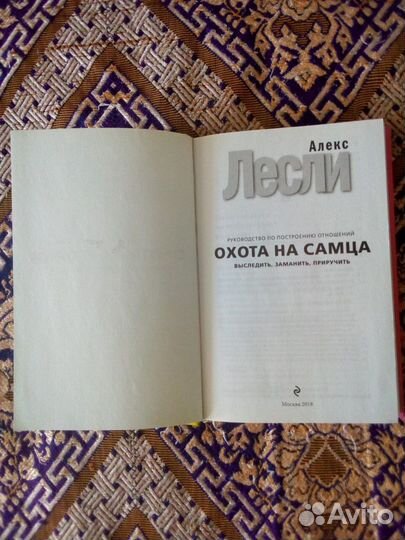 Алекс
Лесли
РУКОВОДСТВО ПО ПОСТРОЕНИЮ ОТНОШЕНИЙ
ОХОТА НА САМЦА
ВЫСЛЕДИТЬ, ЗАМАНИТЬ, ПРИРУЧИТЬ
Москва 2018
Avito